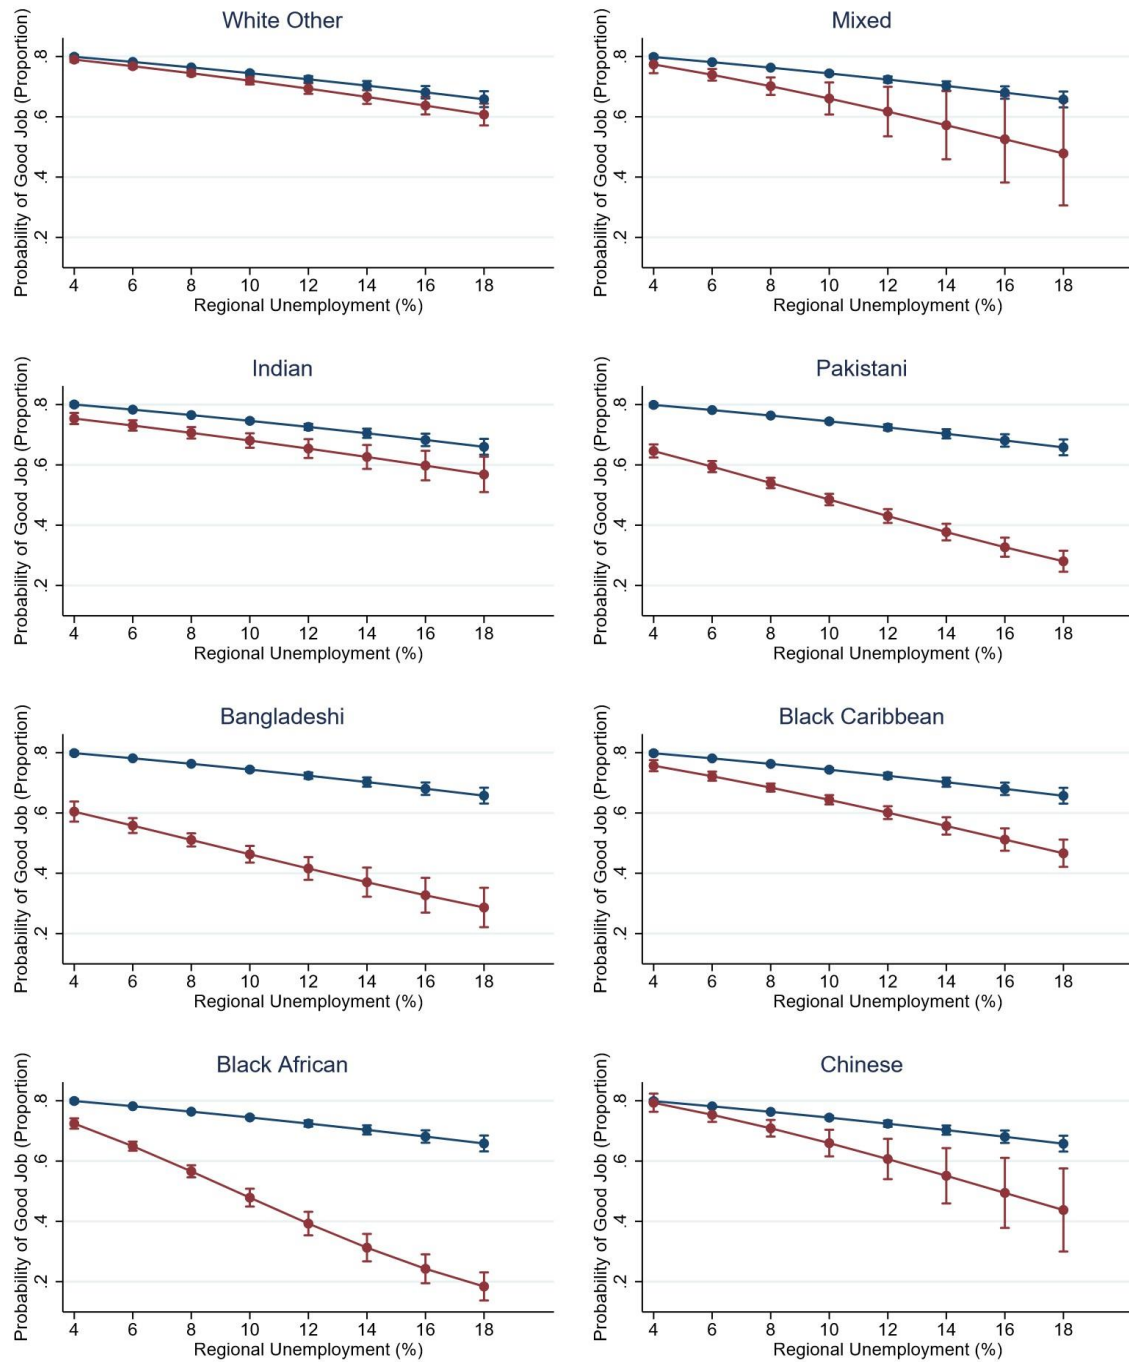 White Other
Probability of Good Job (Proportion)
.8
.6
.4
.2
4 6 8 10 12 14 16 18
Regional Unemployment (%)
Mixed
Probability of Good Job (Proportion)
.8
.6
.4
.2
4 6 8 10 12 14 16 18
Regional Unemployment (%)
Indian
Probability of Good Job (Proportion)
.8
.6
.4
.2
4 6 8 10 12 14 16 18
Regional Unemployment (%)
Pakistani
Probability of Good Job (Proportion)
.8
.6
.4
.2
4 6 8 10 12 14 16 18
Regional Unemployment (%)
Bangladeshi
Probability of Good Job (Proportion)
.8
.6
.4
.2
4 6 8 10 12 14 16 18
Regional Unemployment (%)
Black Caribbean
Probability of Good Job (Proportion)
.8
.6
.4
.2
4 6 8 10 12 14 16 18
Regional Unemployment (%)
Black African
Probability of Good Job (Proportion)
.8
.6
.4
.2
4 6 8 10 12 14 16 18
Regional Unemployment (%)
Chinese
Probability of Good Job (Proportion)
.8
.6
.4
.2
4 6 8 10 12 14 16 18
Regional Unemployment (%)